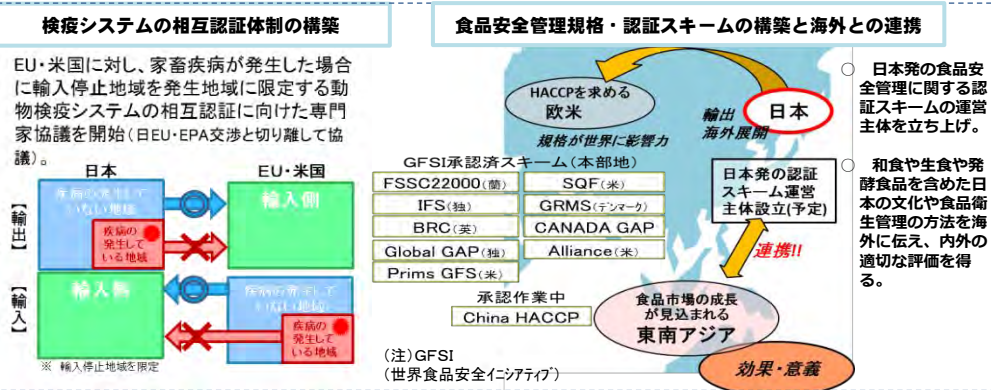 検疫システムの相互認証体制の構築
EU・米国に対し、家畜疾病が発生した場合
に輸入停止地域を発生地域に限定する動
物検疫システムの相互認証に向けた専門
家協議を開始(日EU・EPA交渉と切り離して協
議)。
日本
EU・米国
【輸出】
疾病の発生して
いない地域
疾病の
発生して
いる地域
輸入側
【輸入】
輸入側
疾病の発生して
いない地域
疾病の
発生して
いる地域
※ 輸入停止地域を限定
食品安全管理規格・認証スキームの構築と海外との連携
HACCPを求める
欧米
規格が世界に影響力
輸出
海外展開
日本
GFSI承認済スキーム(本部地)
FSSC22000(蘭)
SQF(米)
IFS(独)
GRMS(デンマーク)
BRC(英)
CANADA GAP
Global GAP(独)
Alliance(米)
Prims GFS(米)
承認作業中
China HACCP
日本発の認証
スキーム運営
主体設立(予定)
連携!!
食品市場の成長
が見込まれる
東南アジア
(注)GFSI
(世界食品安全イニシアティブ)
効果・意義
○ 日本発の食品安
全管理に関する認
証スキームの運営
主体を立ち上げ。
○ 和食や生食や発
酵食品を含めた日
本の文化や食品衛
生管理の方法を海
外に伝え、内外の
適切な評価を得
る。